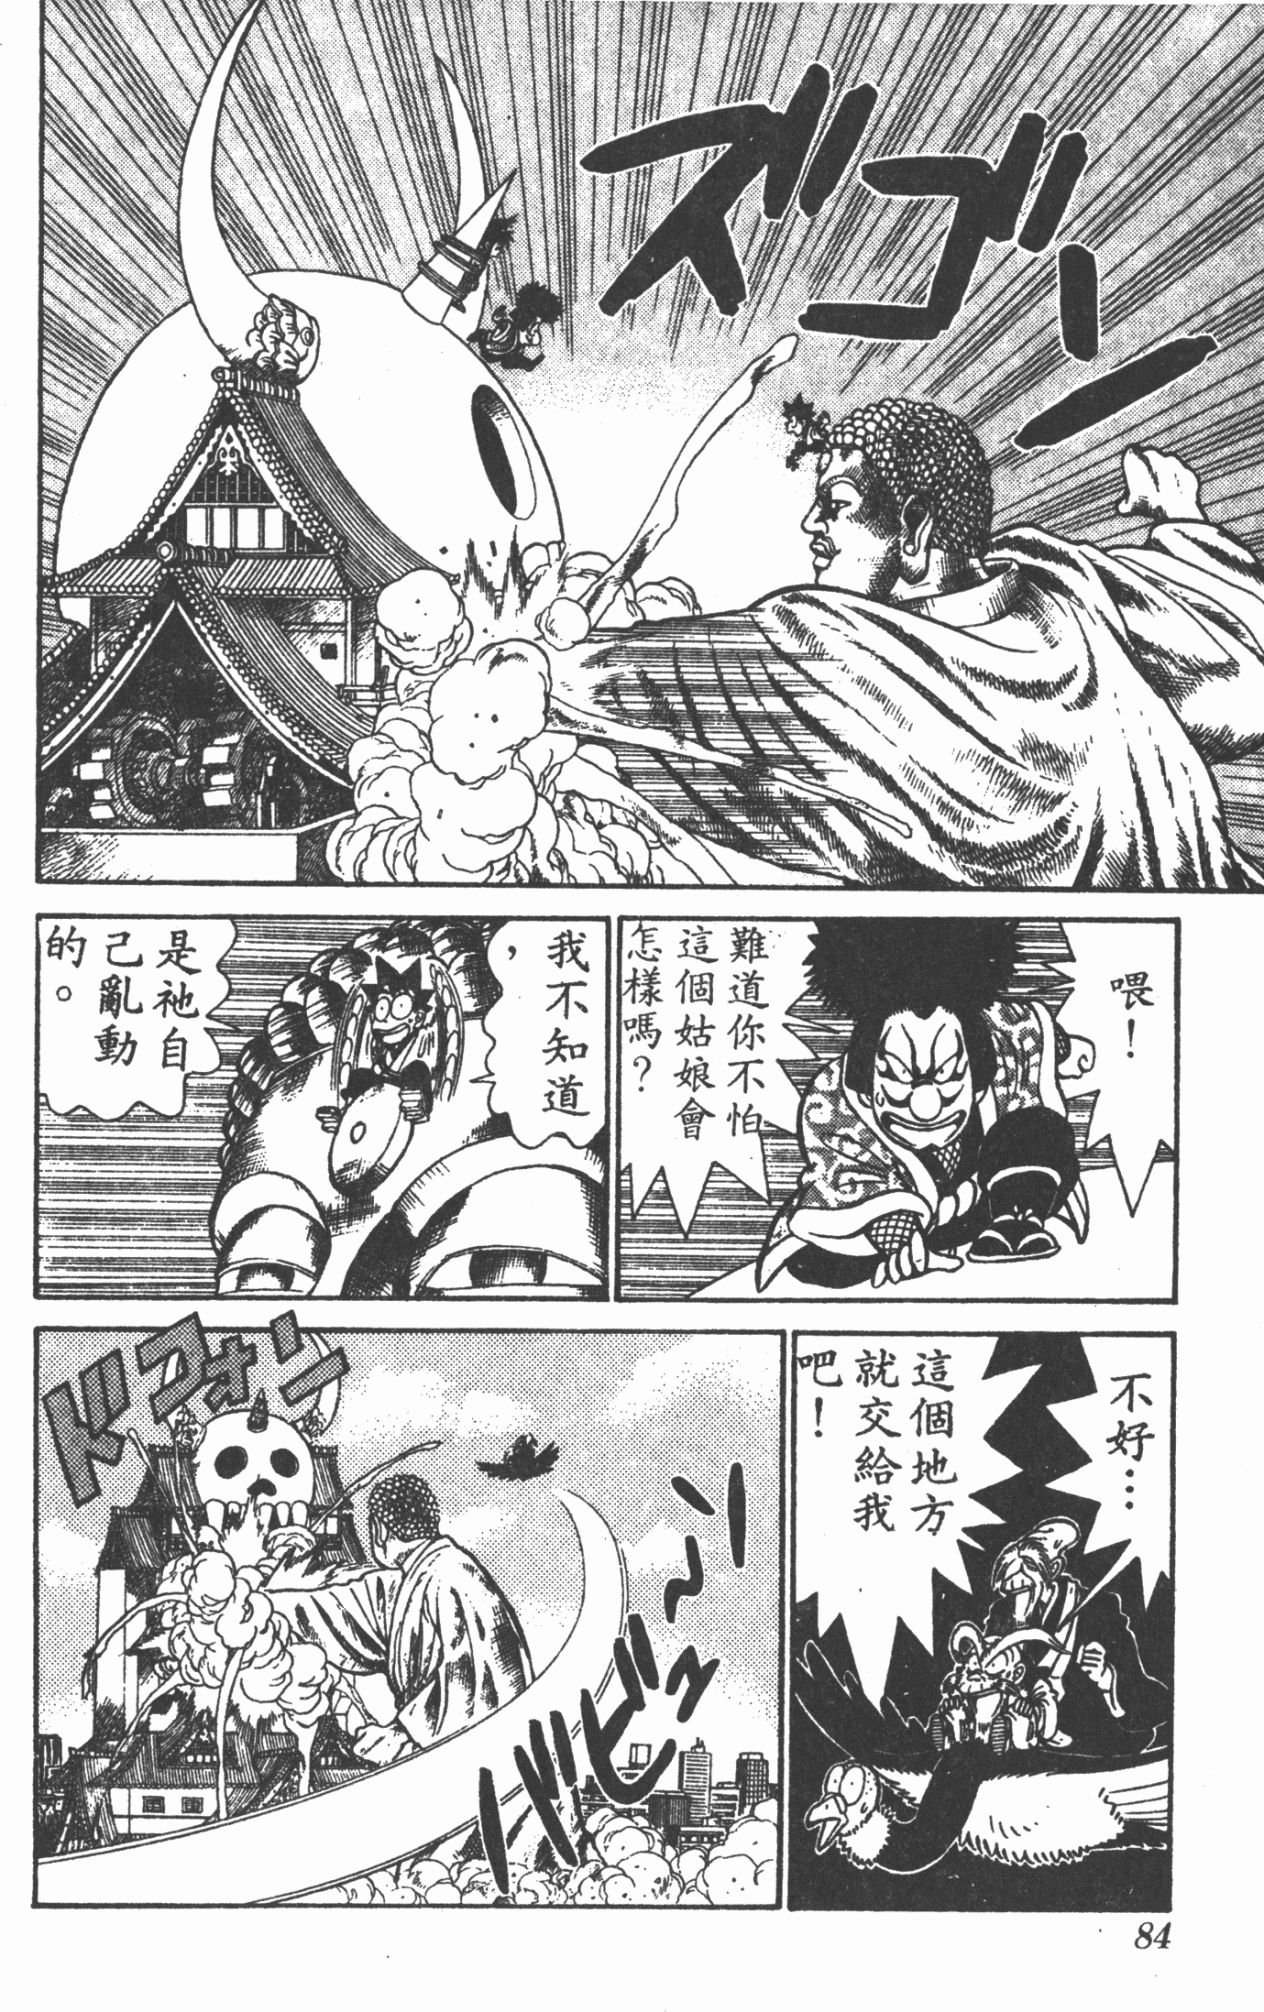 ズゴゴン
喂！
難道你不怕
這個姑娘會
怎樣嗎？
我不知道
，
是祂自
己亂動
的。
不好⋯
這個地方
就交給我
吧！
ドフォン
バビューン
84